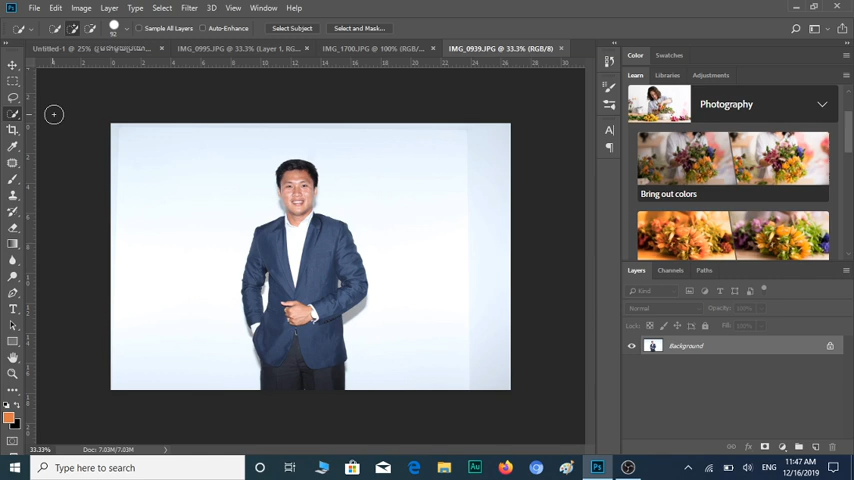 File Edit Image Layer Type Select Filter 3D View Window Help
92 Sample All Layers Auto-Enhance Select Subject Select and Mask...
Untitled-1 @ 25% IMG_0995.JPG @ 33.3% (Layer 1, RG... IMG_1700.JPG @ 100% (RGB/... IMG_0939.JPG @ 33.3% (RGB/8)
Color Swatches
Learn Libraries Adjustments
Photography
Bring out colors
Layers Channels Paths
Kind
Normal Opacity: 100%
Lock: Fill: 100%
Background
33.33% Doc: 7.03M/7.03M
Type here to search
ENG
11:47 AM
12/16/2019